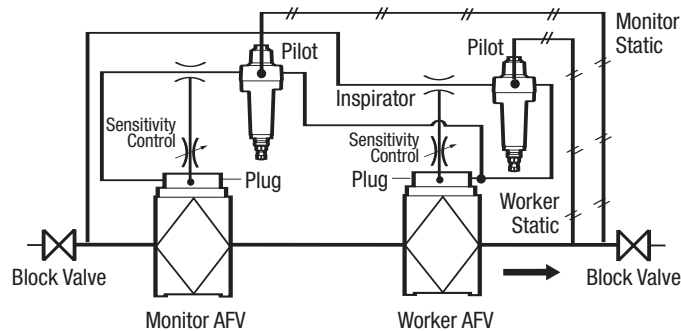 Monitor
Static
Pilot
Pilot
Inspirator
Sensitivity
Control
Sensitivity
Control
Plug
Plug
Worker
Static
Block Valve
Block Valve
Monitor AFV
Worker AFV